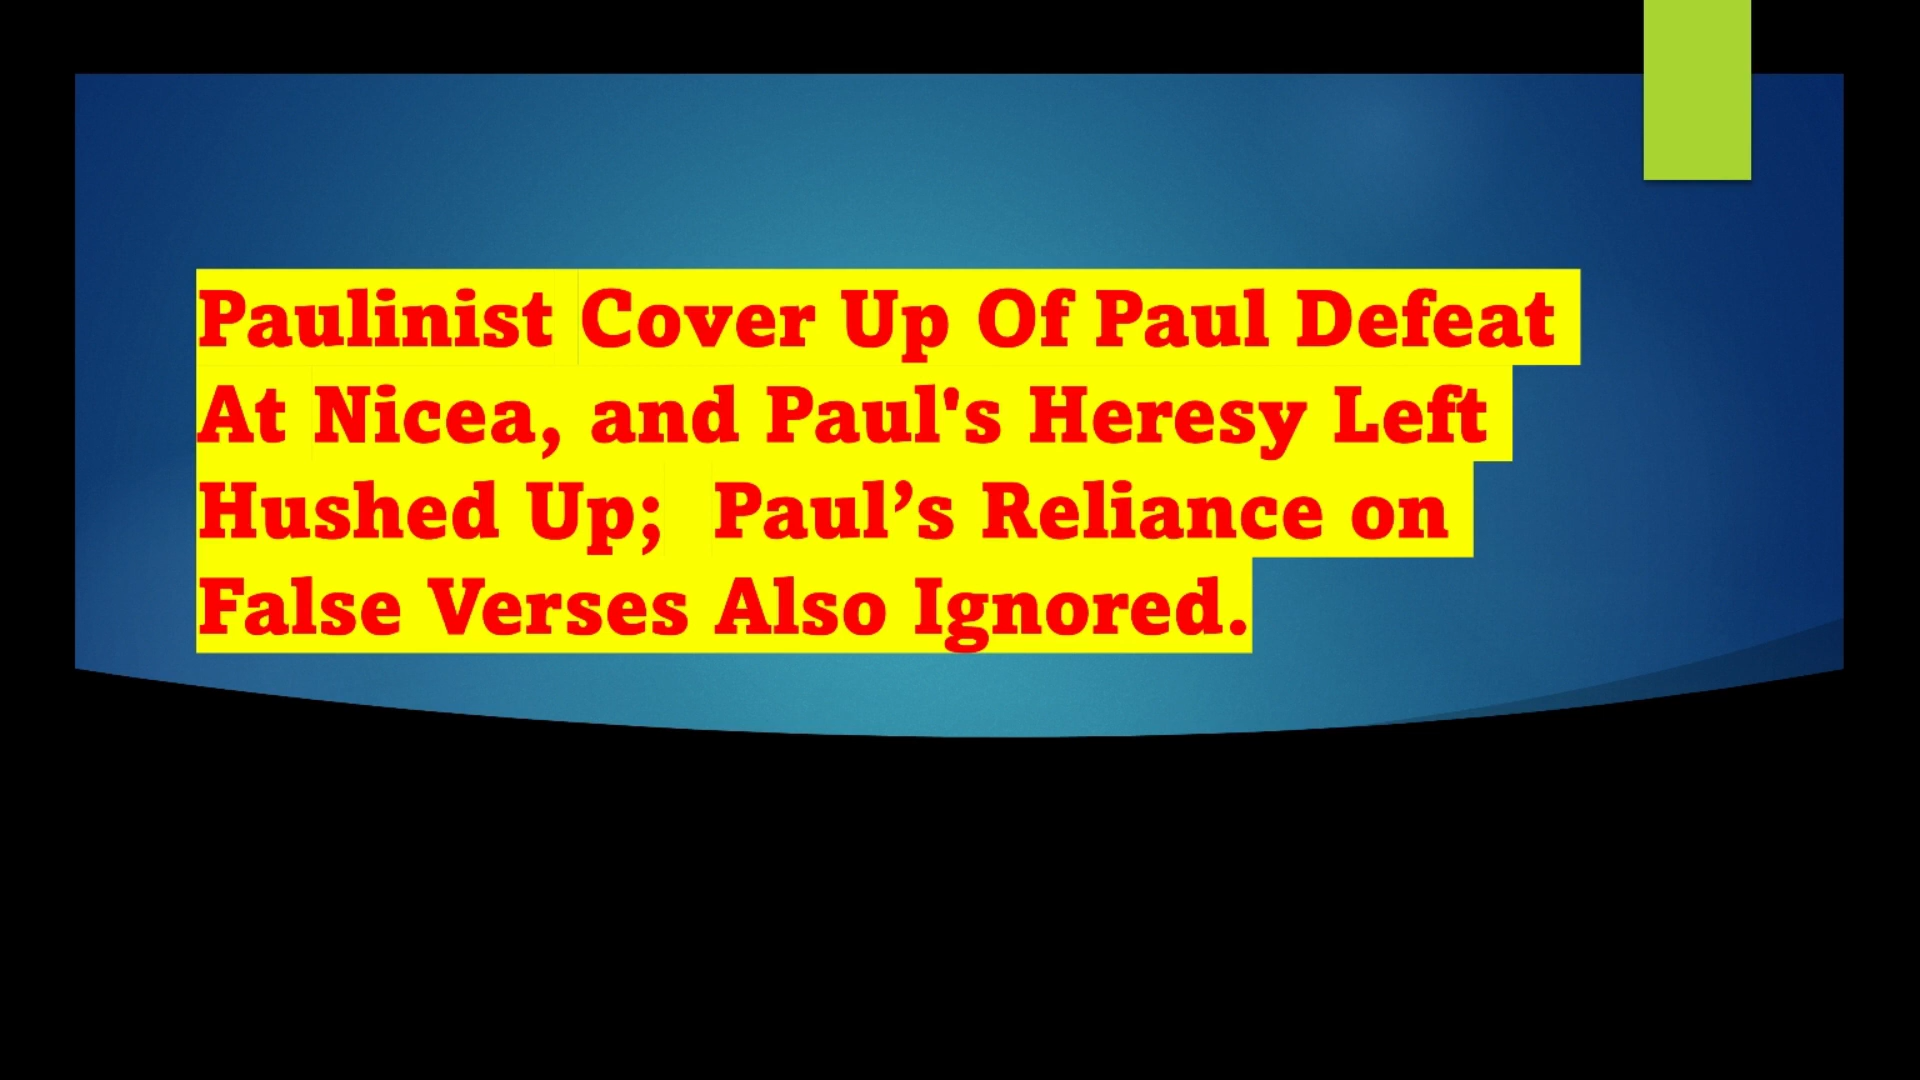 Paulinist Cover Up Of Paul Defeat
At Nicea, and Paul's Heresy Left
Hushed Up; Paul’s Reliance on
False Verses Also Ignored.